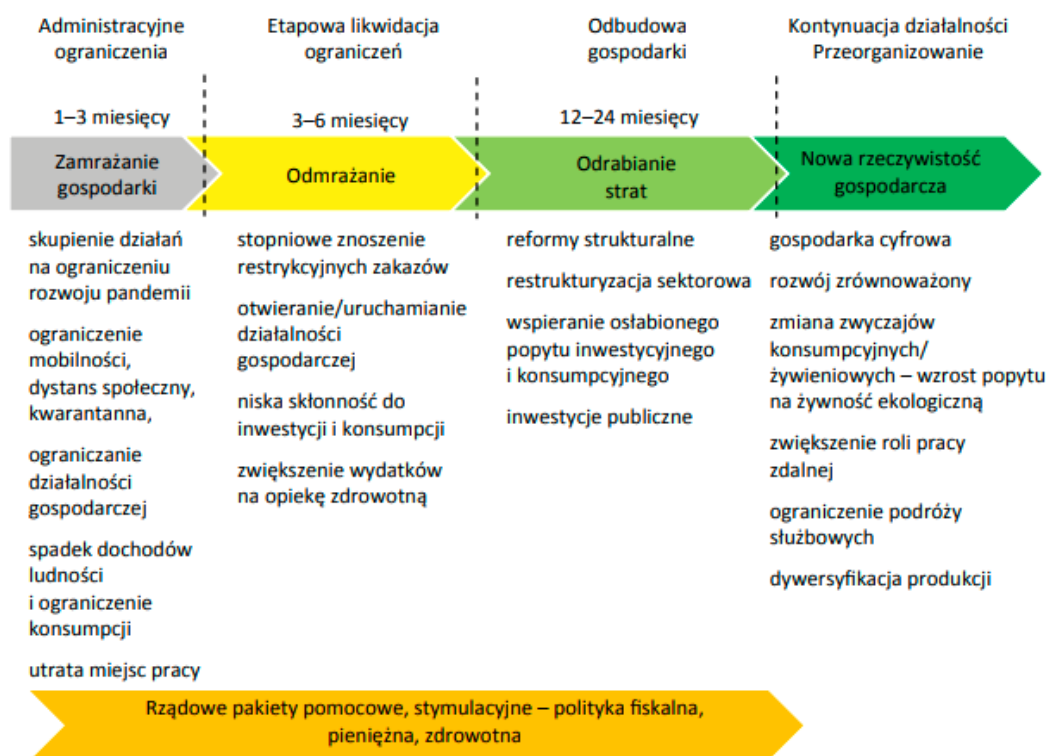 Administracyjne
ograniczenia
Etapowa likwidacja
ograniczeń
Odbudowa
gospodarki
Kontynuacja działalności
Przeorganizowanie
1–3 miesięcy
3–6 miesięcy
12–24 miesięcy
Zamrażanie
gospodarki
Odmrażanie
Odrabianie
strat
Nowa rzeczywistość
gospodarcza
skupienie działań
na ograniczeniu
rozwoju pandemii
ograniczenie
mobilności,
dystans społeczny,
kwarantanna,
ograniczanie
działalności
gospodarczej
spadek dochodów
ludności
i ograniczenie
konsumpcji
utrata miejsc pracy
stopniowe znoszenie
restrykcyjnych zakazów
otwieranie/uruchamianie
działalności
gospodarczej
niska skłonność do
inwestycji i konsumpcji
zwiększenie wydatków
na opiekę zdrowotną
reformy strukturalne
restrukturyzacja sektorowa
wspieranie osłabionego
popytu inwestycyjnego
i konsumpcyjnego
inwestycje publiczne
gospodarka cyfrowa
rozwój zrównoważony
zmiana zwyczajów
konsumpcyjnych/
żywieniowych – wzrost popytu
na żywność ekologiczną
zwiększenie roli pracy
zdalnej
ograniczenie podróży
służbowych
dywersyfikacja produkcji
Rządowe pakiety pomocowe, stymulacyjne – polityka fiskalna,
pieniężna, zdrowotna